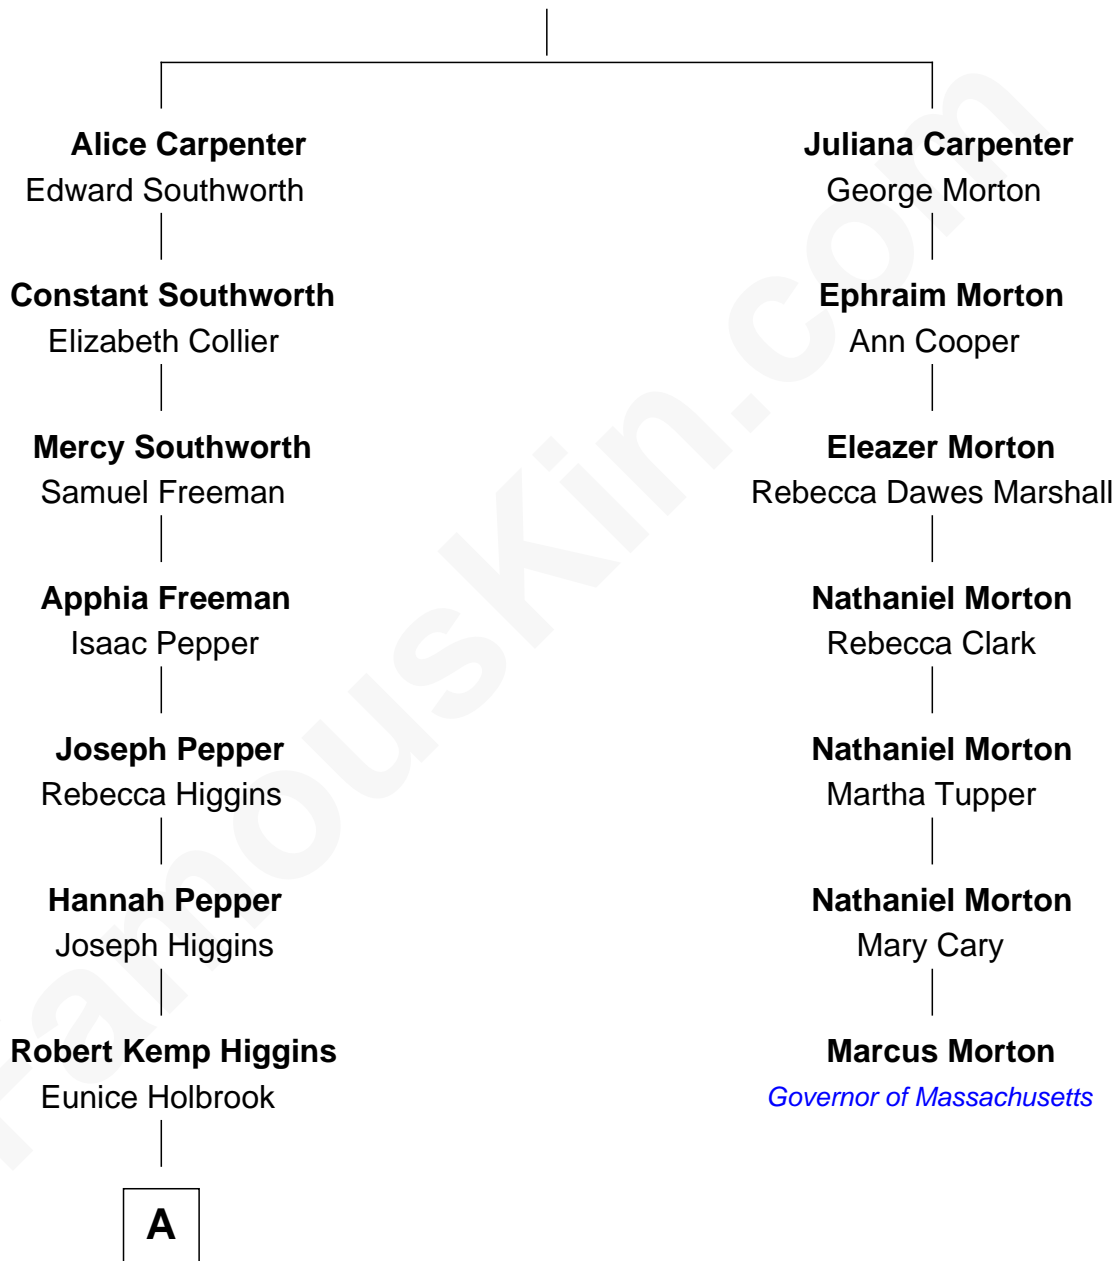 Alice Carpenter
Edward Southworth
Constant Southworth
Elizabeth Collier
Mercy Southworth
Samuel Freeman
Apphia Freeman
Isaac Pepper
Joseph Pepper
Rebecca Higgins
Hannah Pepper
Joseph Higgins
Robert Kemp Higgins
Eunice Holbrook
A
Juliana Carpenter
George Morton
Ephraim Morton
Ann Cooper
Eleazer Morton
Rebecca Dawes Marshall
Nathaniel Morton
Rebecca Clark
Nathaniel Morton
Martha Tupper
Nathaniel Morton
Mary Cary
Marcus Morton
Governor of Massachusetts
FamousKin.com